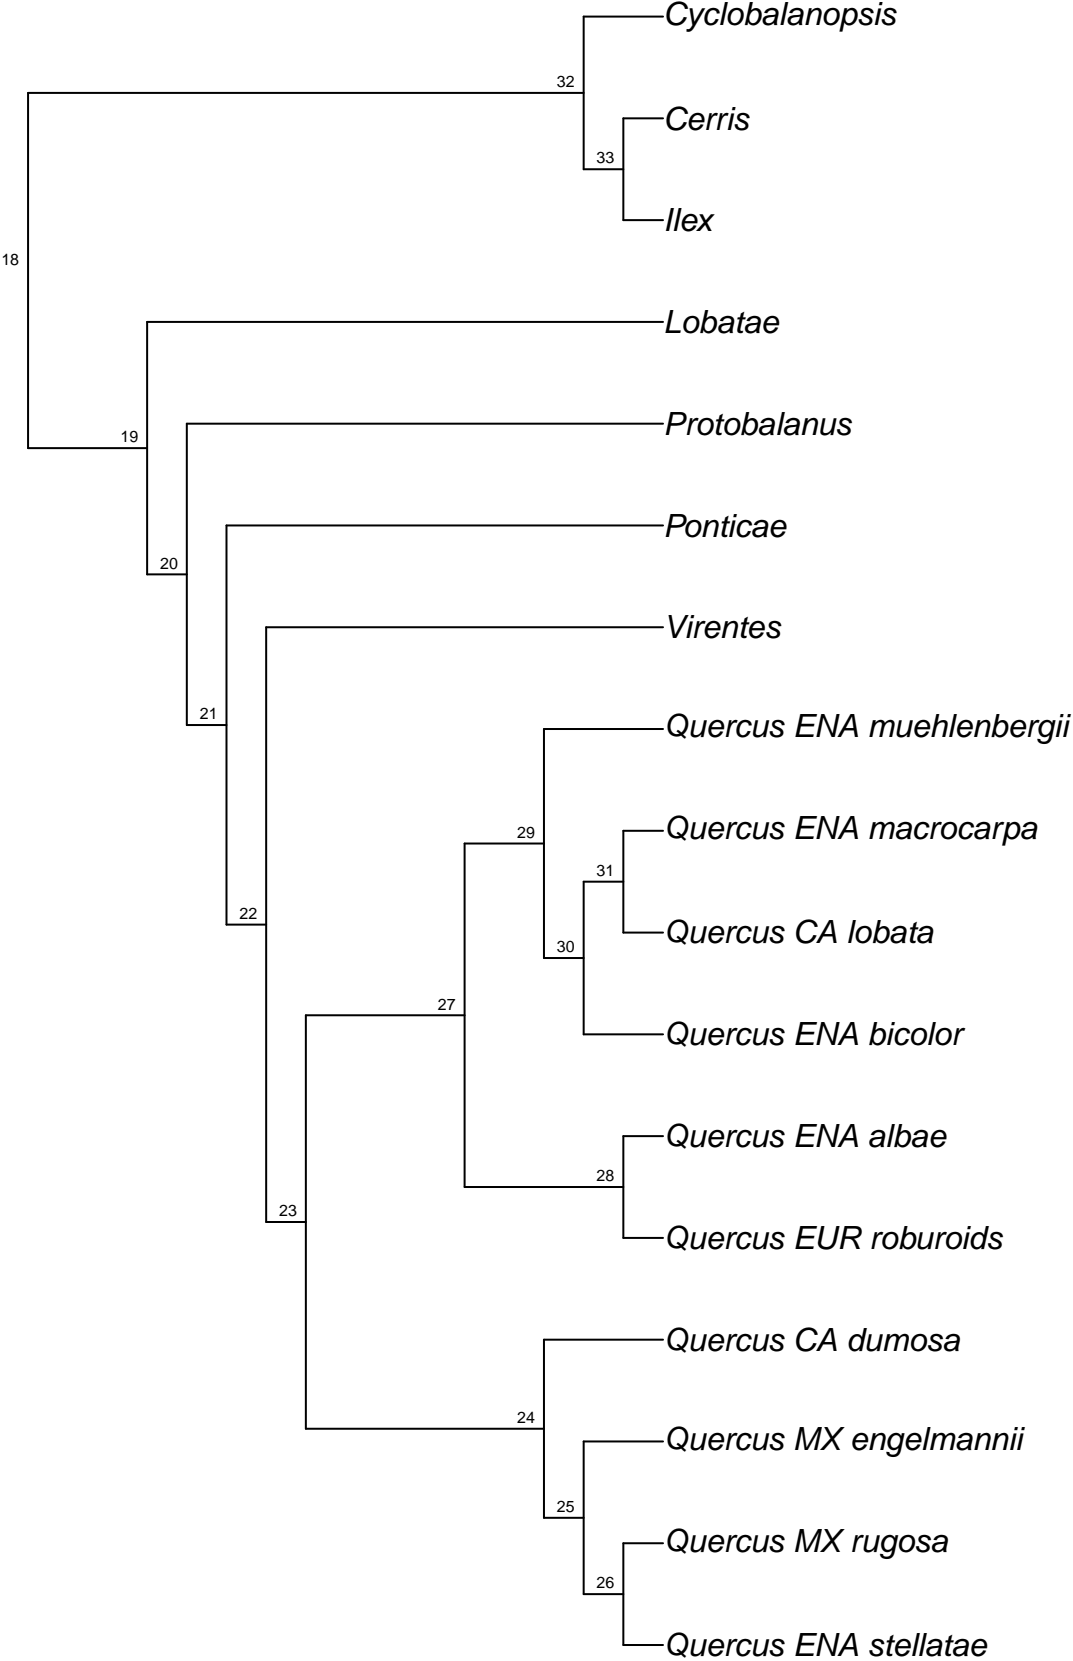 Cyclobalanopsis
32
Cerris
33
Ilex
18
Lobatae
Protobalanus
19
Ponticae
20
Virentes
21
Quercus ENA muehlenbergii
Quercus ENA macrocarpa
29
31
22
Quercus CA lobata
30
27
Quercus ENA bicolor
Quercus ENA albae
28
23
Quercus EUR roburoids
Quercus CA dumosa
24
Quercus MX engelmannii
25
Quercus MX rugosa
26
Quercus ENA stellatae